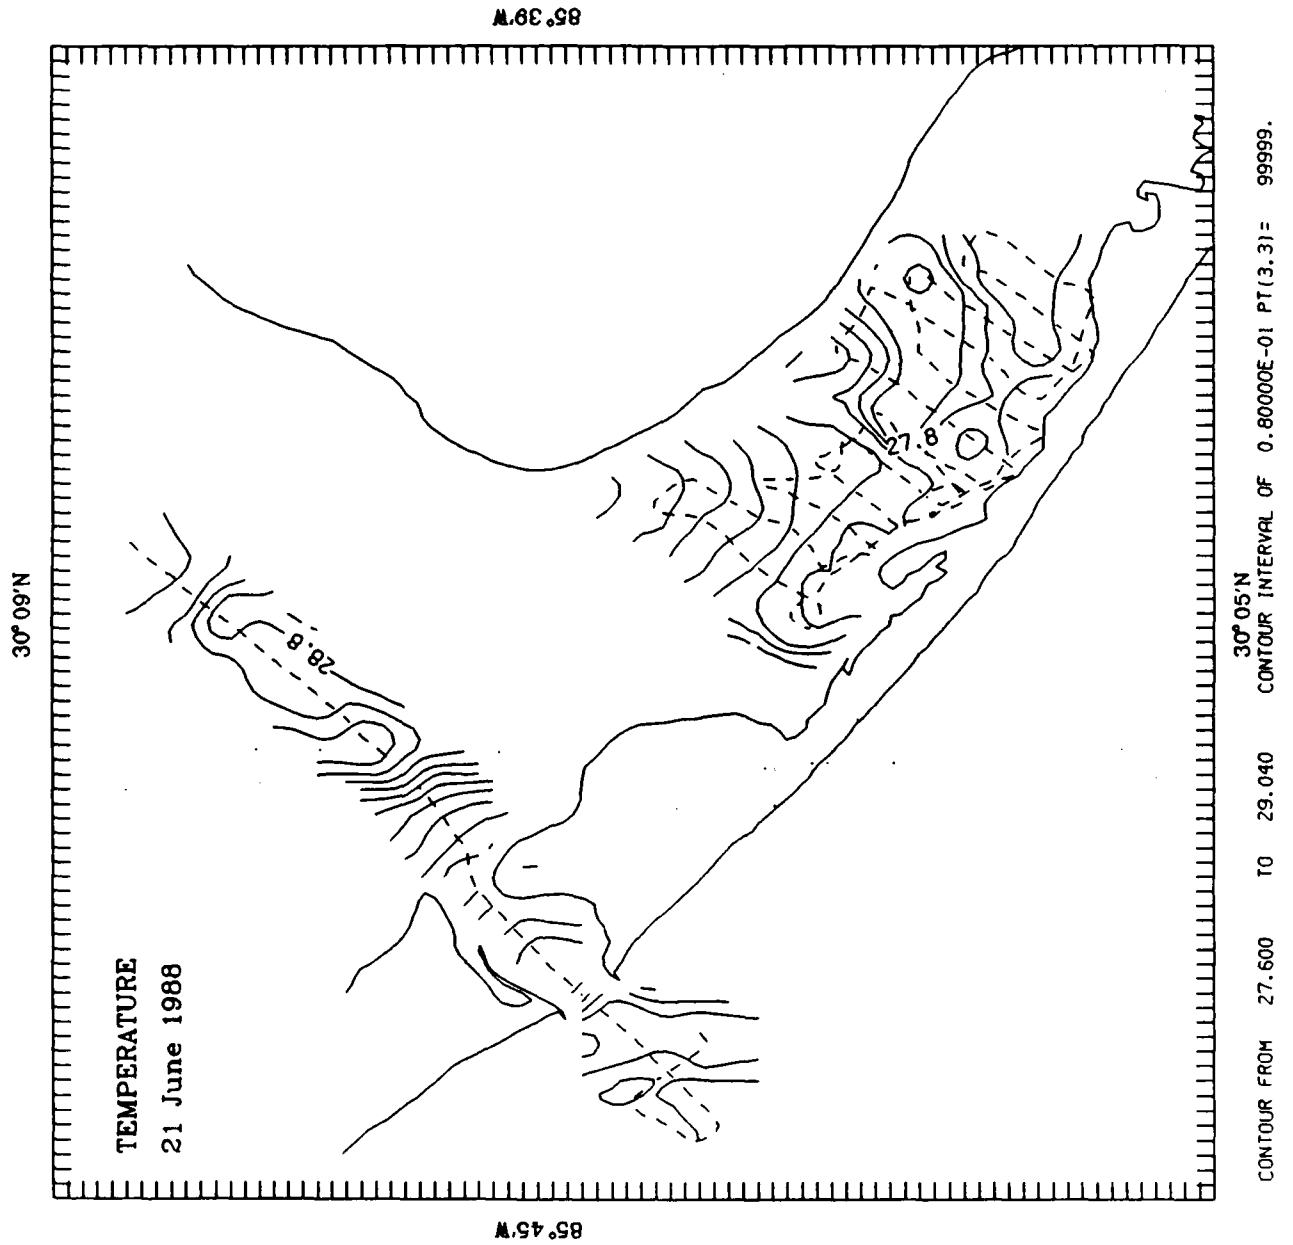 TEMPERATURE
21 June 1988
30° 09'N
85° 39'W
28.8
27.8
85° 45'W
30° 05'N
CONTOUR FROM 27.600 TO 29.040 CONTOUR INTERVAL OF 0.80000E-01 PT(3.3)= 99999.